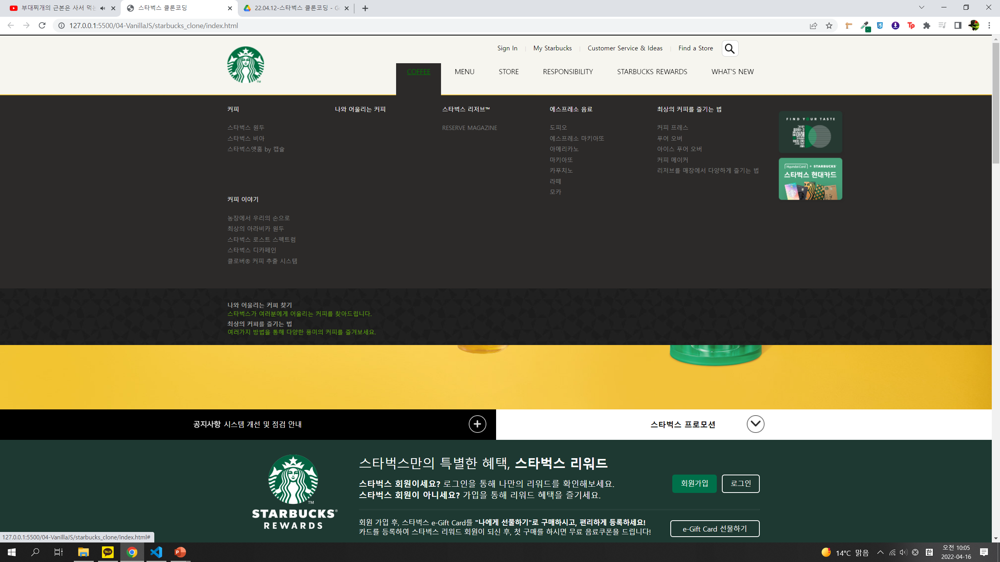 부대찌개의 근본은 사서 먹는
스타벅스 클론코딩
22.04.12-스타벅스 클론코딩 - Go
127.0.0.1:5500/04-VanillaJS/starbucks_clone/index.html
Sign In
My Starbucks
Customer Service & Ideas
Find a Store
COFFEE
MENU
STORE
RESPONSIBILITY
STARBUCKS REWARDS
WHAT'S NEW
커피
스타벅스 원두
스타벅스 비아
스타벅스앳홈 by 캡슐
나와 어울리는 커피
스타벅스 리저브™
RESERVE MAGAZINE
에스프레소 음료
도피오
에스프레소 마키아또
아메리카노
마키아또
카푸치노
라떼
모카
최상의 커피를 즐기는 법
커피 프레스
푸어 오버
아이스 푸어 오버
커피 메이커
리저브를 매장에서 다양하게 즐기는 법
FIND YOUR TASTE
좋아해
HyundaiCard + STARBUCKS
스타벅스 현대카드
커피 이야기
농장에서 우리의 손으로
최상의 아라비카 원두
스타벅스 로스트 스펙트럼
스타벅스 디카페인
클로버® 커피 추출 시스템
나와 어울리는 커피 찾기
스타벅스가 여러분에게 어울리는 커피를 찾아드립니다.
최상의 커피를 즐기는 법
여러가지 방법을 통해 다양한 풍미의 커피를 즐겨보세요.
공지사항 시스템 개선 및 점검 안내
스타벅스 프로모션
TM
STARBUCKS®
REWARDS
스타벅스만의 특별한 혜택, 스타벅스 리워드
스타벅스 회원이세요? 로그인을 통해 나만의 리워드를 확인해보세요.
스타벅스 회원이 아니세요? 가입을 통해 리워드 혜택을 즐기세요.
회원가입
로그인
회원 가입 후, 스타벅스 e-Gift Card를 "나에게 선물하기"로 구매하시고, 편리하게 등록하세요!
카드를 등록하여 스타벅스 리워드 회원이 되신 후, 첫 구매를 하시면 무료 음료쿠폰을 드립니다!
e-Gift Card 선물하기
127.0.0.1:5500/04-VanillaJS/starbucks_clone/index.html#
TALK
14°C 맑음
한
오전 10:05
2022-04-16